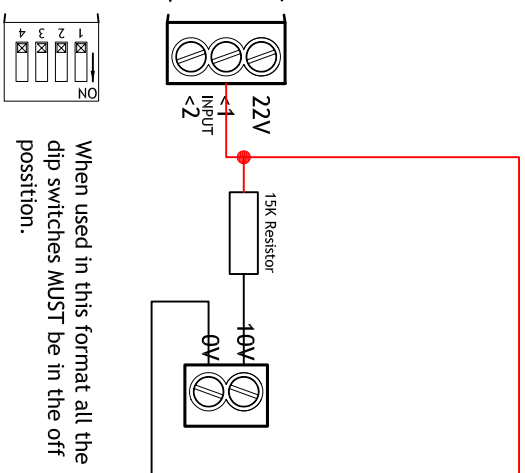 4 3 2 1
ON
<2
INPUT
<1
22V
When used in this format all the
dip switches MUST be in the off
possition.
15K Resistor
0V
10V